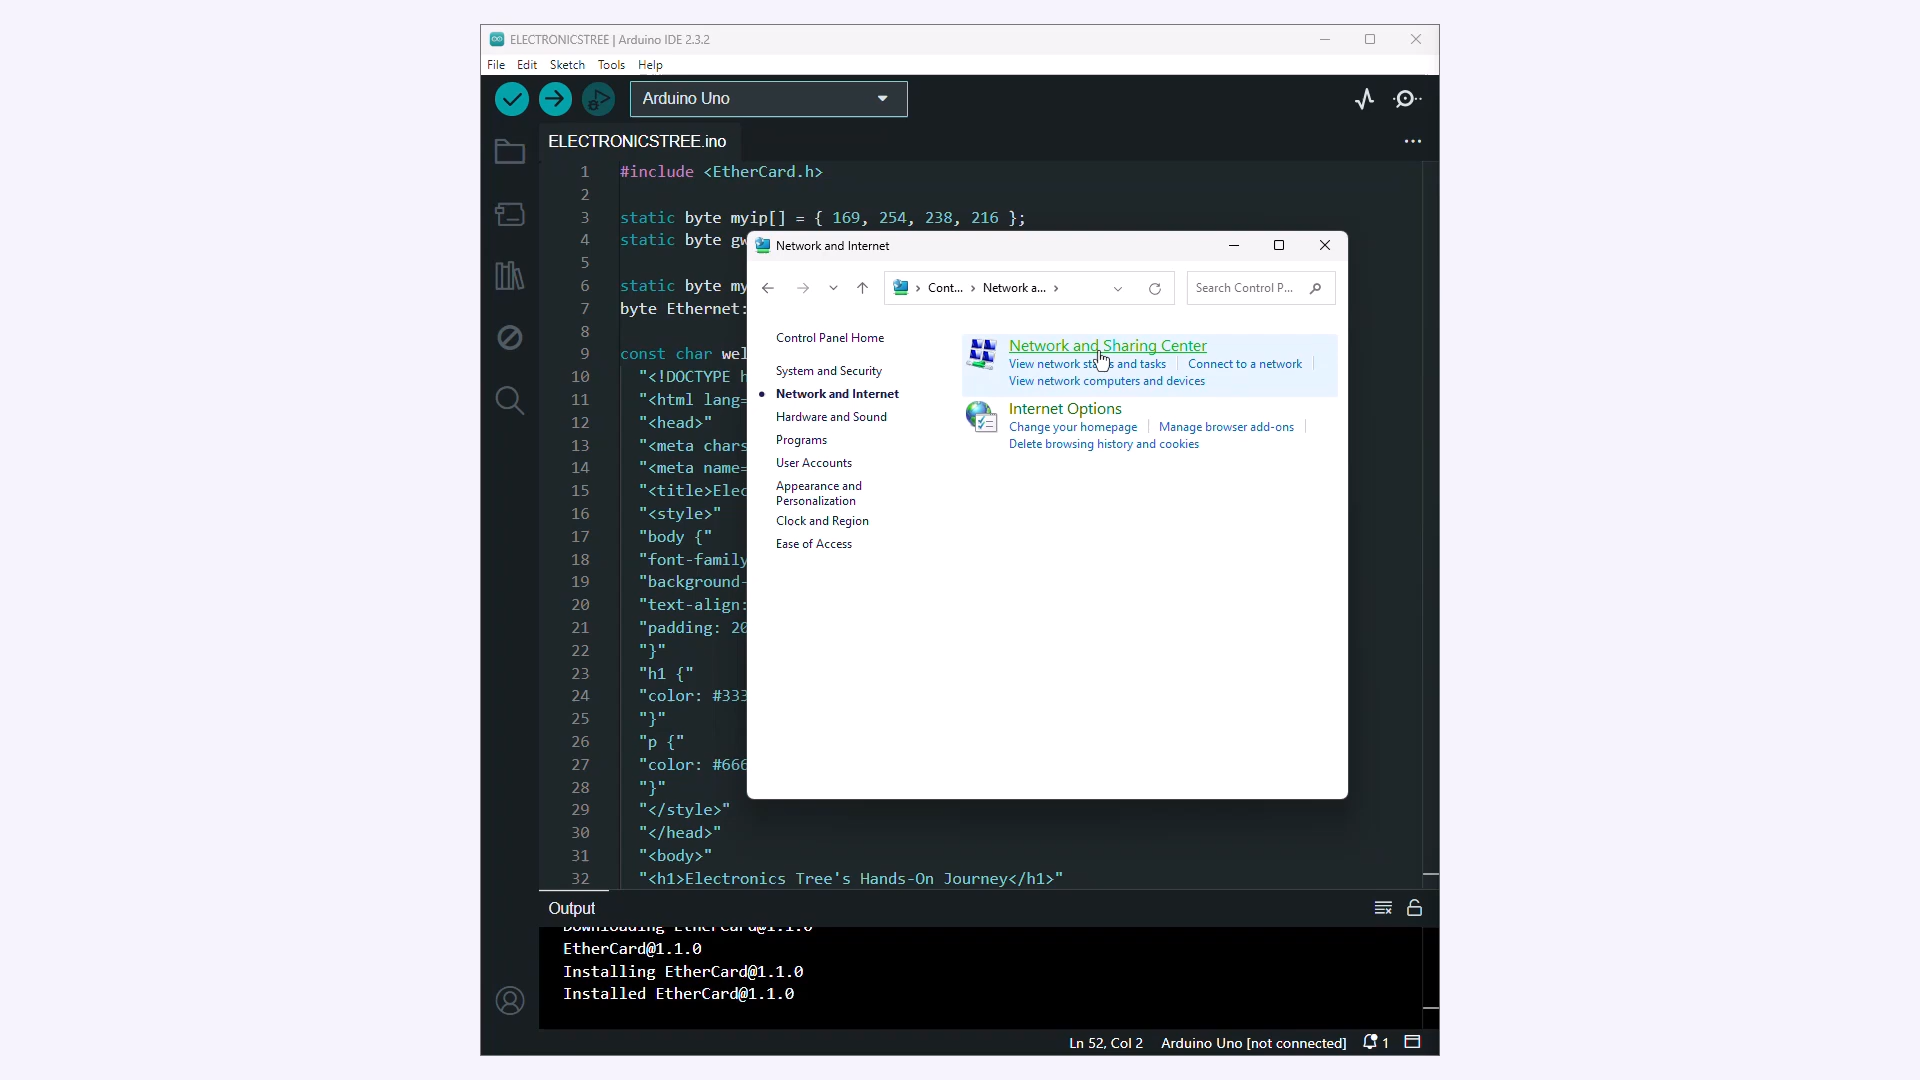 ELECTRONICSTREE | Arduino IDE 2.3.2
File Edit Sketch Tools Help
Arduino Uno
ELECTRONICSTREE.ino
1 #include <EtherCard.h>
2
3 static byte myip[] = { 169, 254, 238, 216 };
4 static byte gw
5
6 static byte my
7 byte Ethernet:
8
9 const char wel
10 "<!DOCTYPE h
11 "<html lang=
12 "<head>"
13 "<meta chars
14 "<meta name=
15 "<title>Elec
16 "<style>"
17 "body {"
18 "font-family
19 "background-
20 "text-align:
21 "padding: 20
22 "}"
23 "h1 {"
24 "color: #333
25 "}"
26 "p {"
27 "color: #666
28 "}"
29 "</style>"
30 "</head>"
31 "<body>"
32 "<h1>Electronics Tree's Hands-On Journey</h1>"
Network and Internet
Cont... Network a...
Search Control P...
Control Panel Home
System and Security
Network and Internet
Hardware and Sound
Programs
User Accounts
Appearance and
Personalization
Clock and Region
Ease of Access
Network and Sharing Center
View network status and tasks Connect to a network
View network computers and devices
Internet Options
Change your homepage Manage browser add-ons
Delete browsing history and cookies
Output
Downloading EtherCard@1.1.0
EtherCard@1.1.0
Installing EtherCard@1.1.0
Installed EtherCard@1.1.0
Ln 52, Col 2 Arduino Uno [not connected] 1